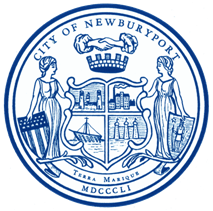 CITY OF NEWBURYPORT
TERRA MARIQUE
MDCCCLI